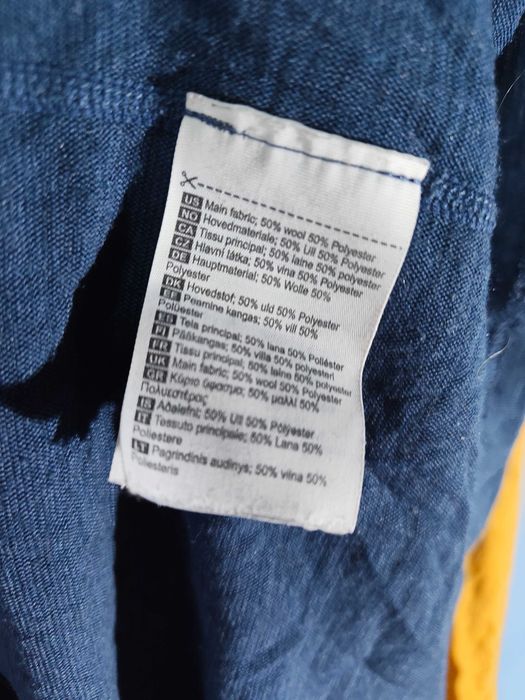 US Main fabric; 50% wool 50% Polyester
NO Hovedmateriale; 50% Ull 50% Polyester
CA Tissu principal; 50% laine 50% polyester
CZ Hlavní látka; 50% vlna 50% Polyester
DE Hauptmaterial; 50% Wolle 50%
Polyester
DK Hovedstof; 50% uld 50% Polyester
EE Peamine kangas; 50% vill 50%
Polüester
ES Tela principal; 50% lana 50% Poliéster
FI Pääkangas; 50% villa 50% polyesteri
FR Tissu principal; 50% laine 50% polyester
UK Main fabric; 50% wool 50% Polyester
GR Κύριο ύφασμα; 50% μαλλί 50%
Πολυεστέρας
IS Aðalefni; 50% Ull 50% Polyester
IT Tessuto principale; 50% Lana 50%
Poliestere
LT Pagrindinis audinys; 50% vilna 50%
Poliesteris